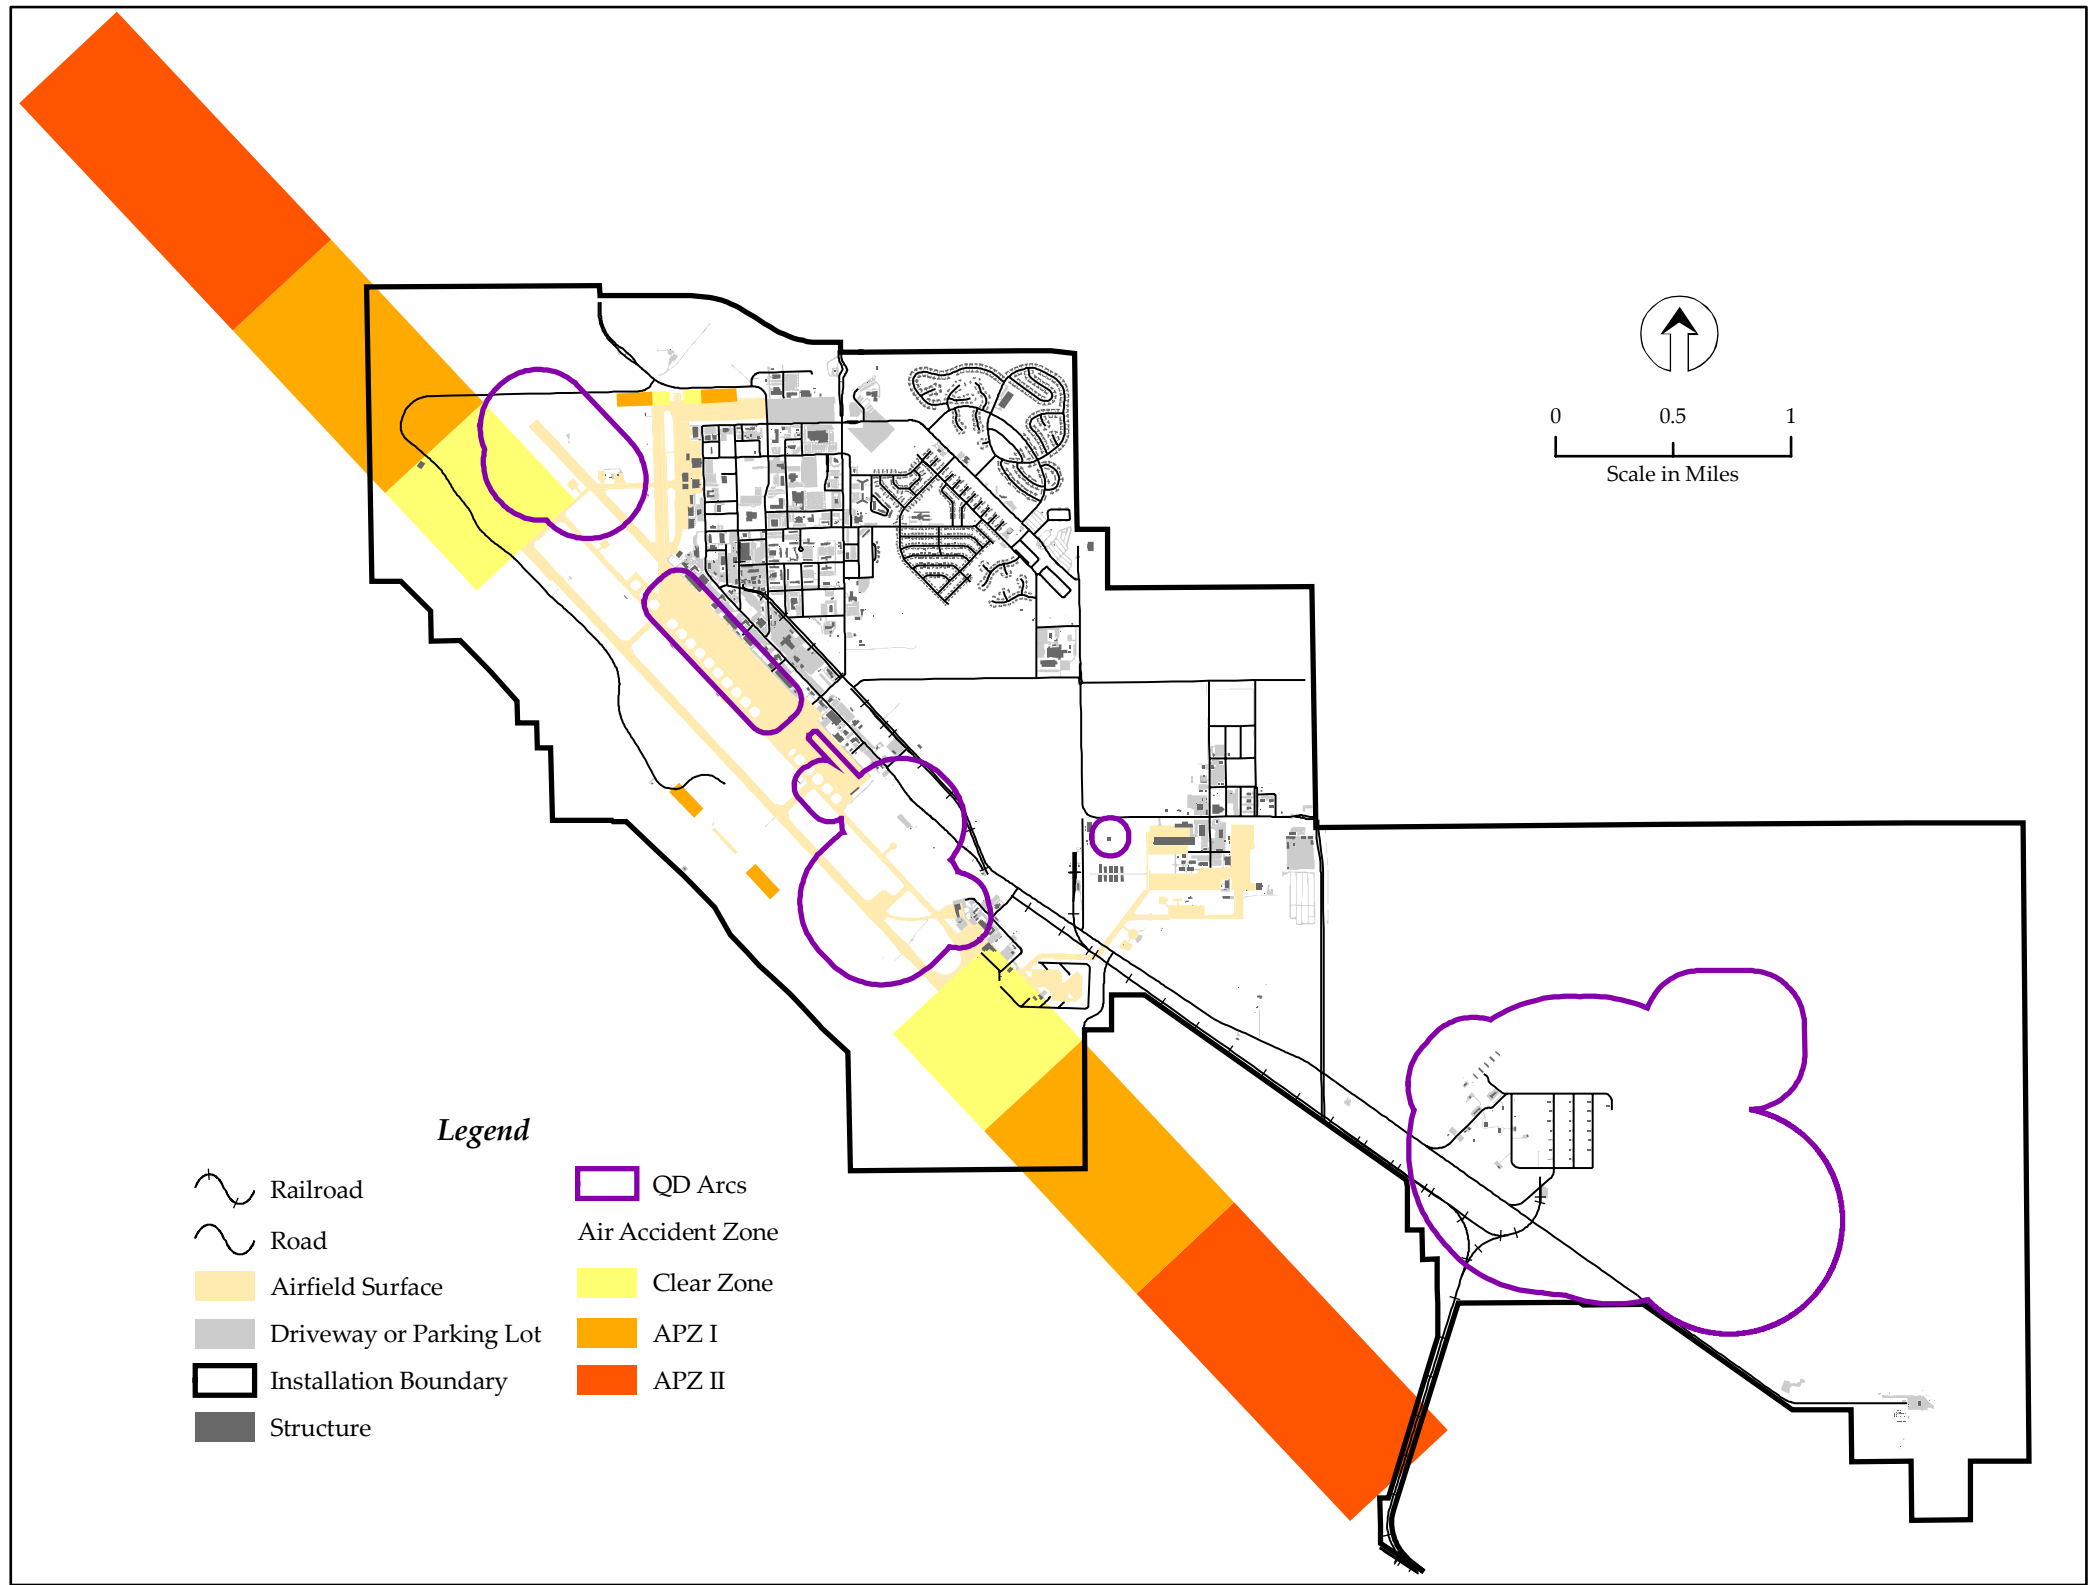 0 0.5 1
Scale in Miles
Legend
Railroad
Road
Airfield Surface
Driveway or Parking Lot
Installation Boundary
Structure
QD Arcs
Air Accident Zone
Clear Zone
APZ I
APZ II